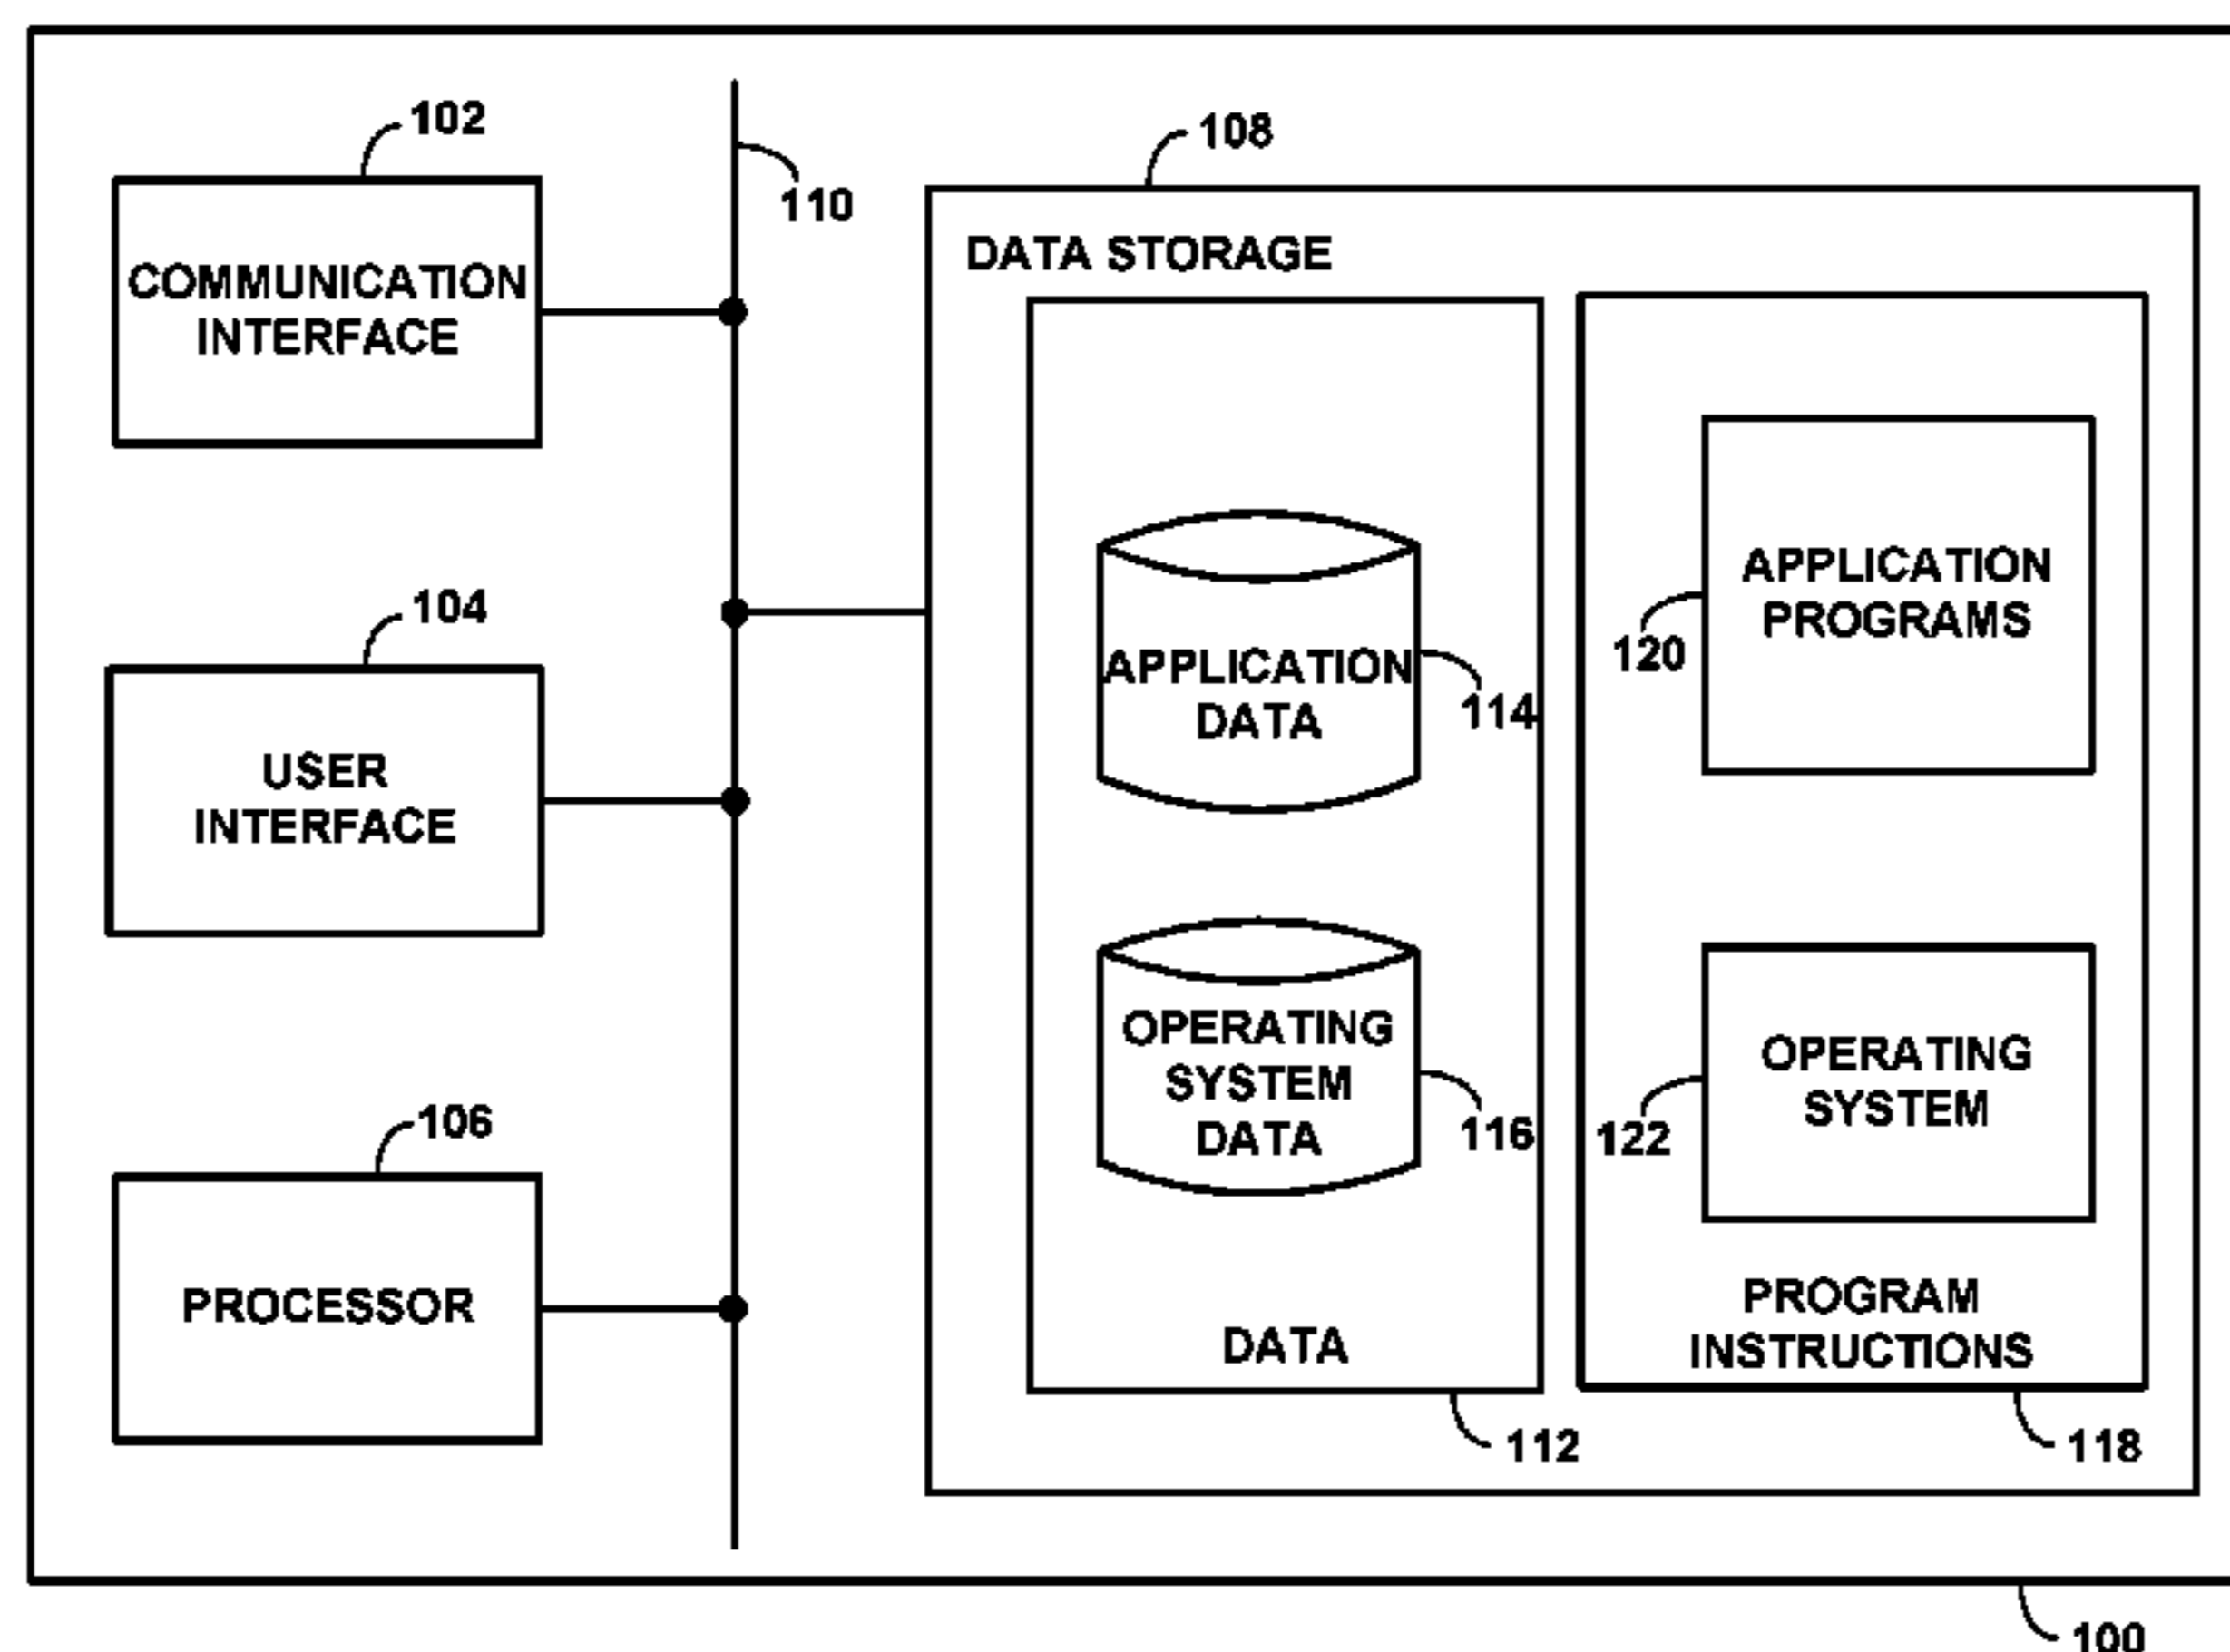 102
COMMUNICATION
INTERFACE
104
USER
INTERFACE
106
PROCESSOR
110
108
DATA STORAGE
APPLICATION
DATA
114
OPERATING
SYSTEM
DATA
116
DATA
112
APPLICATION
PROGRAMS
120
OPERATING
SYSTEM
122
PROGRAM
INSTRUCTIONS
118
100